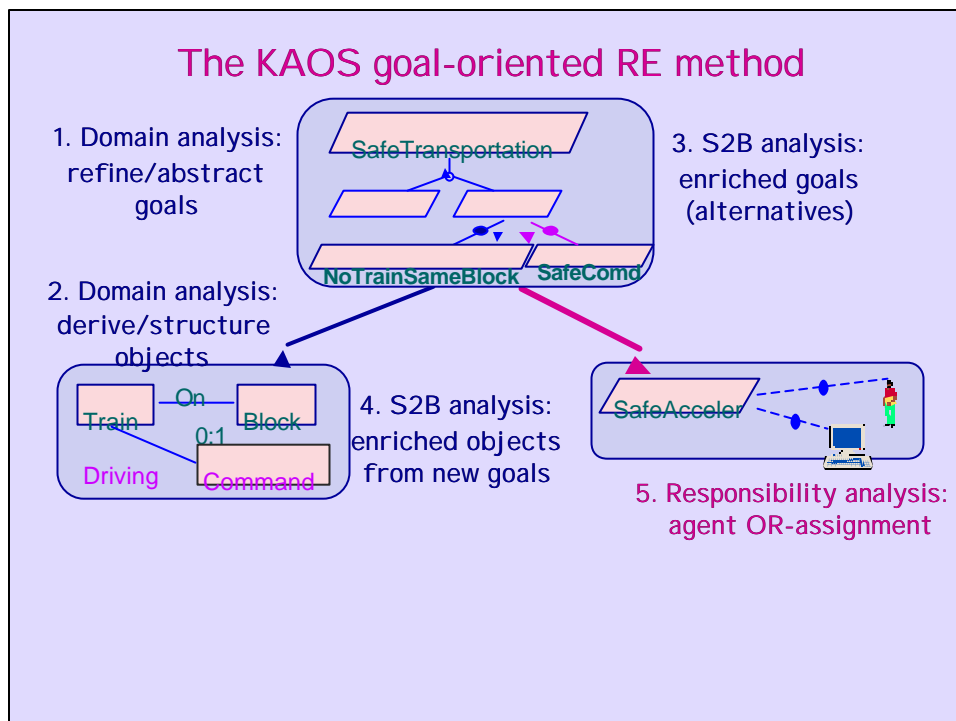 The KAOS goal-oriented RE method
1. Domain analysis:
refine/abstract
goals
SafeTransportation
3. S2B analysis:
enriched goals
(alternatives)
NoTrainSameBlock
SafeComd
2. Domain analysis:
derive/structure
objects
On
Train
Block
0:1
Driving
Command
4. S2B analysis:
enriched objects
from new goals
SafeAcceler
5. Responsibility analysis:
agent OR-assignment